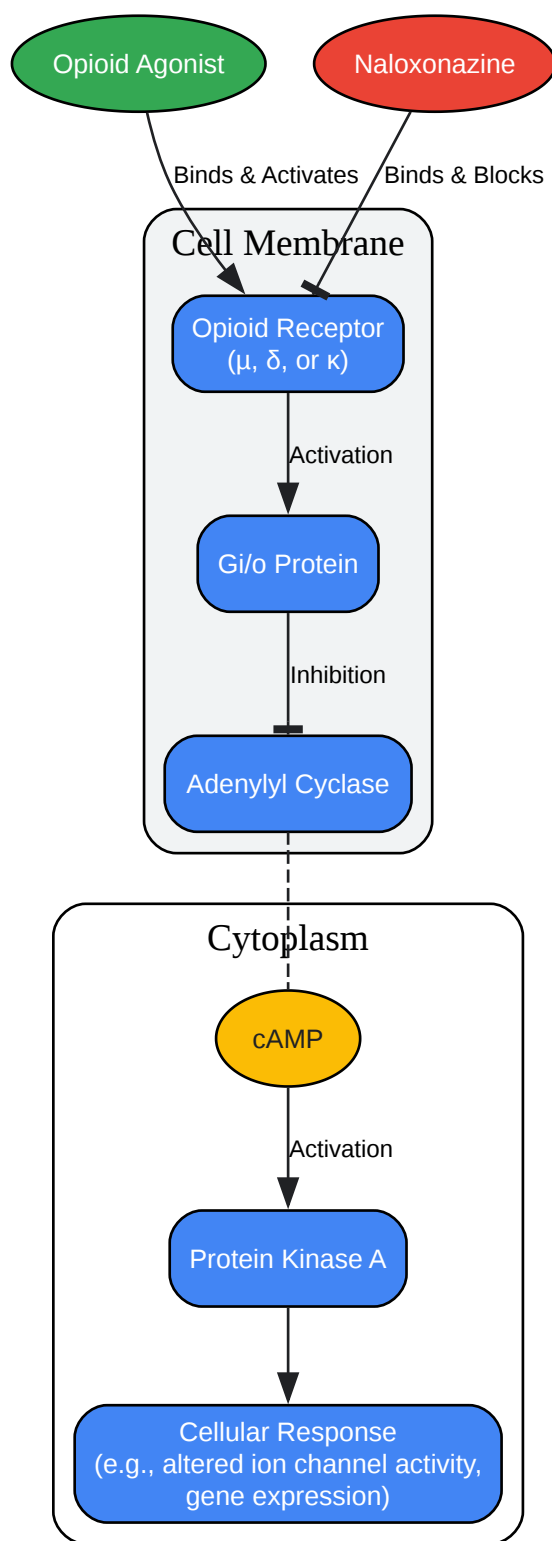 Opioid Agonist
Naloxonazine
Binds & Activates
Binds & Blocks
Cell Membrane
Opioid Receptor
(μ, δ, or κ)
Activation
Gi/o Protein
Inhibition
Adenylyl Cyclase
Cytoplasm
cAMP
Activation
Protein Kinase A
Cellular Response
(e.g., altered ion channel activity,
gene expression)